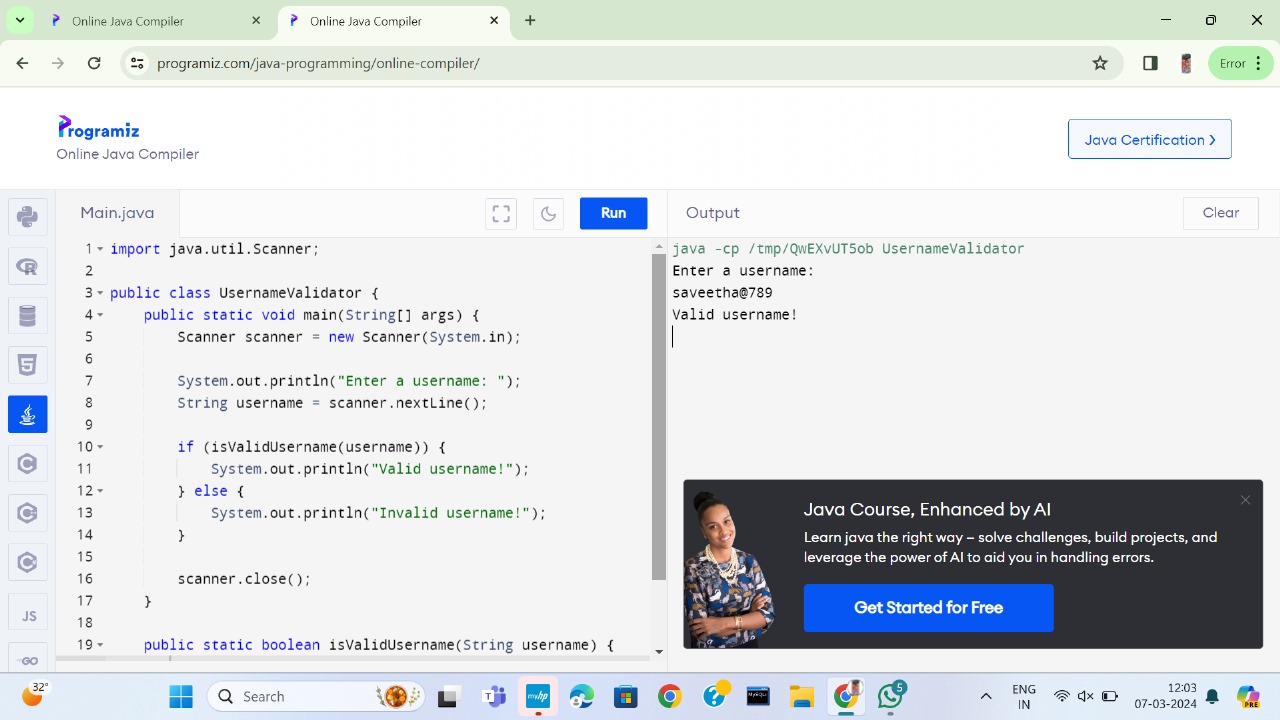 Online Java Compiler
Online Java Compiler
programiz.com/java-programming/online-compiler/
Error
Programiz
Online Java Compiler
Java Certification
Main.java
Run
Output
Clear
1 import java.util.Scanner;
2
3 public class UsernameValidator {
4 public static void main(String[] args) {
5 Scanner scanner = new Scanner(System.in);
6
7 System.out.println("Enter a username: ");
8 String username = scanner.nextLine();
9
10 if (isValidUsername(username)) {
11 System.out.println("Valid username!");
12 } else {
13 System.out.println("Invalid username!");
14 }
15
16 scanner.close();
17 }
18
19 public static boolean isValidUsername(String username) {
java -cp /tmp/QwEXvUT5ob UsernameValidator
Enter a username:
saveetha@789
Valid username!
Java Course, Enhanced by AI
Learn java the right way – solve challenges, build projects, and
leverage the power of AI to aid you in handling errors.
Get Started for Free
JS
GO
32°
Search
myhp
5
ENG
IN
12:03
07-03-2024
PRE